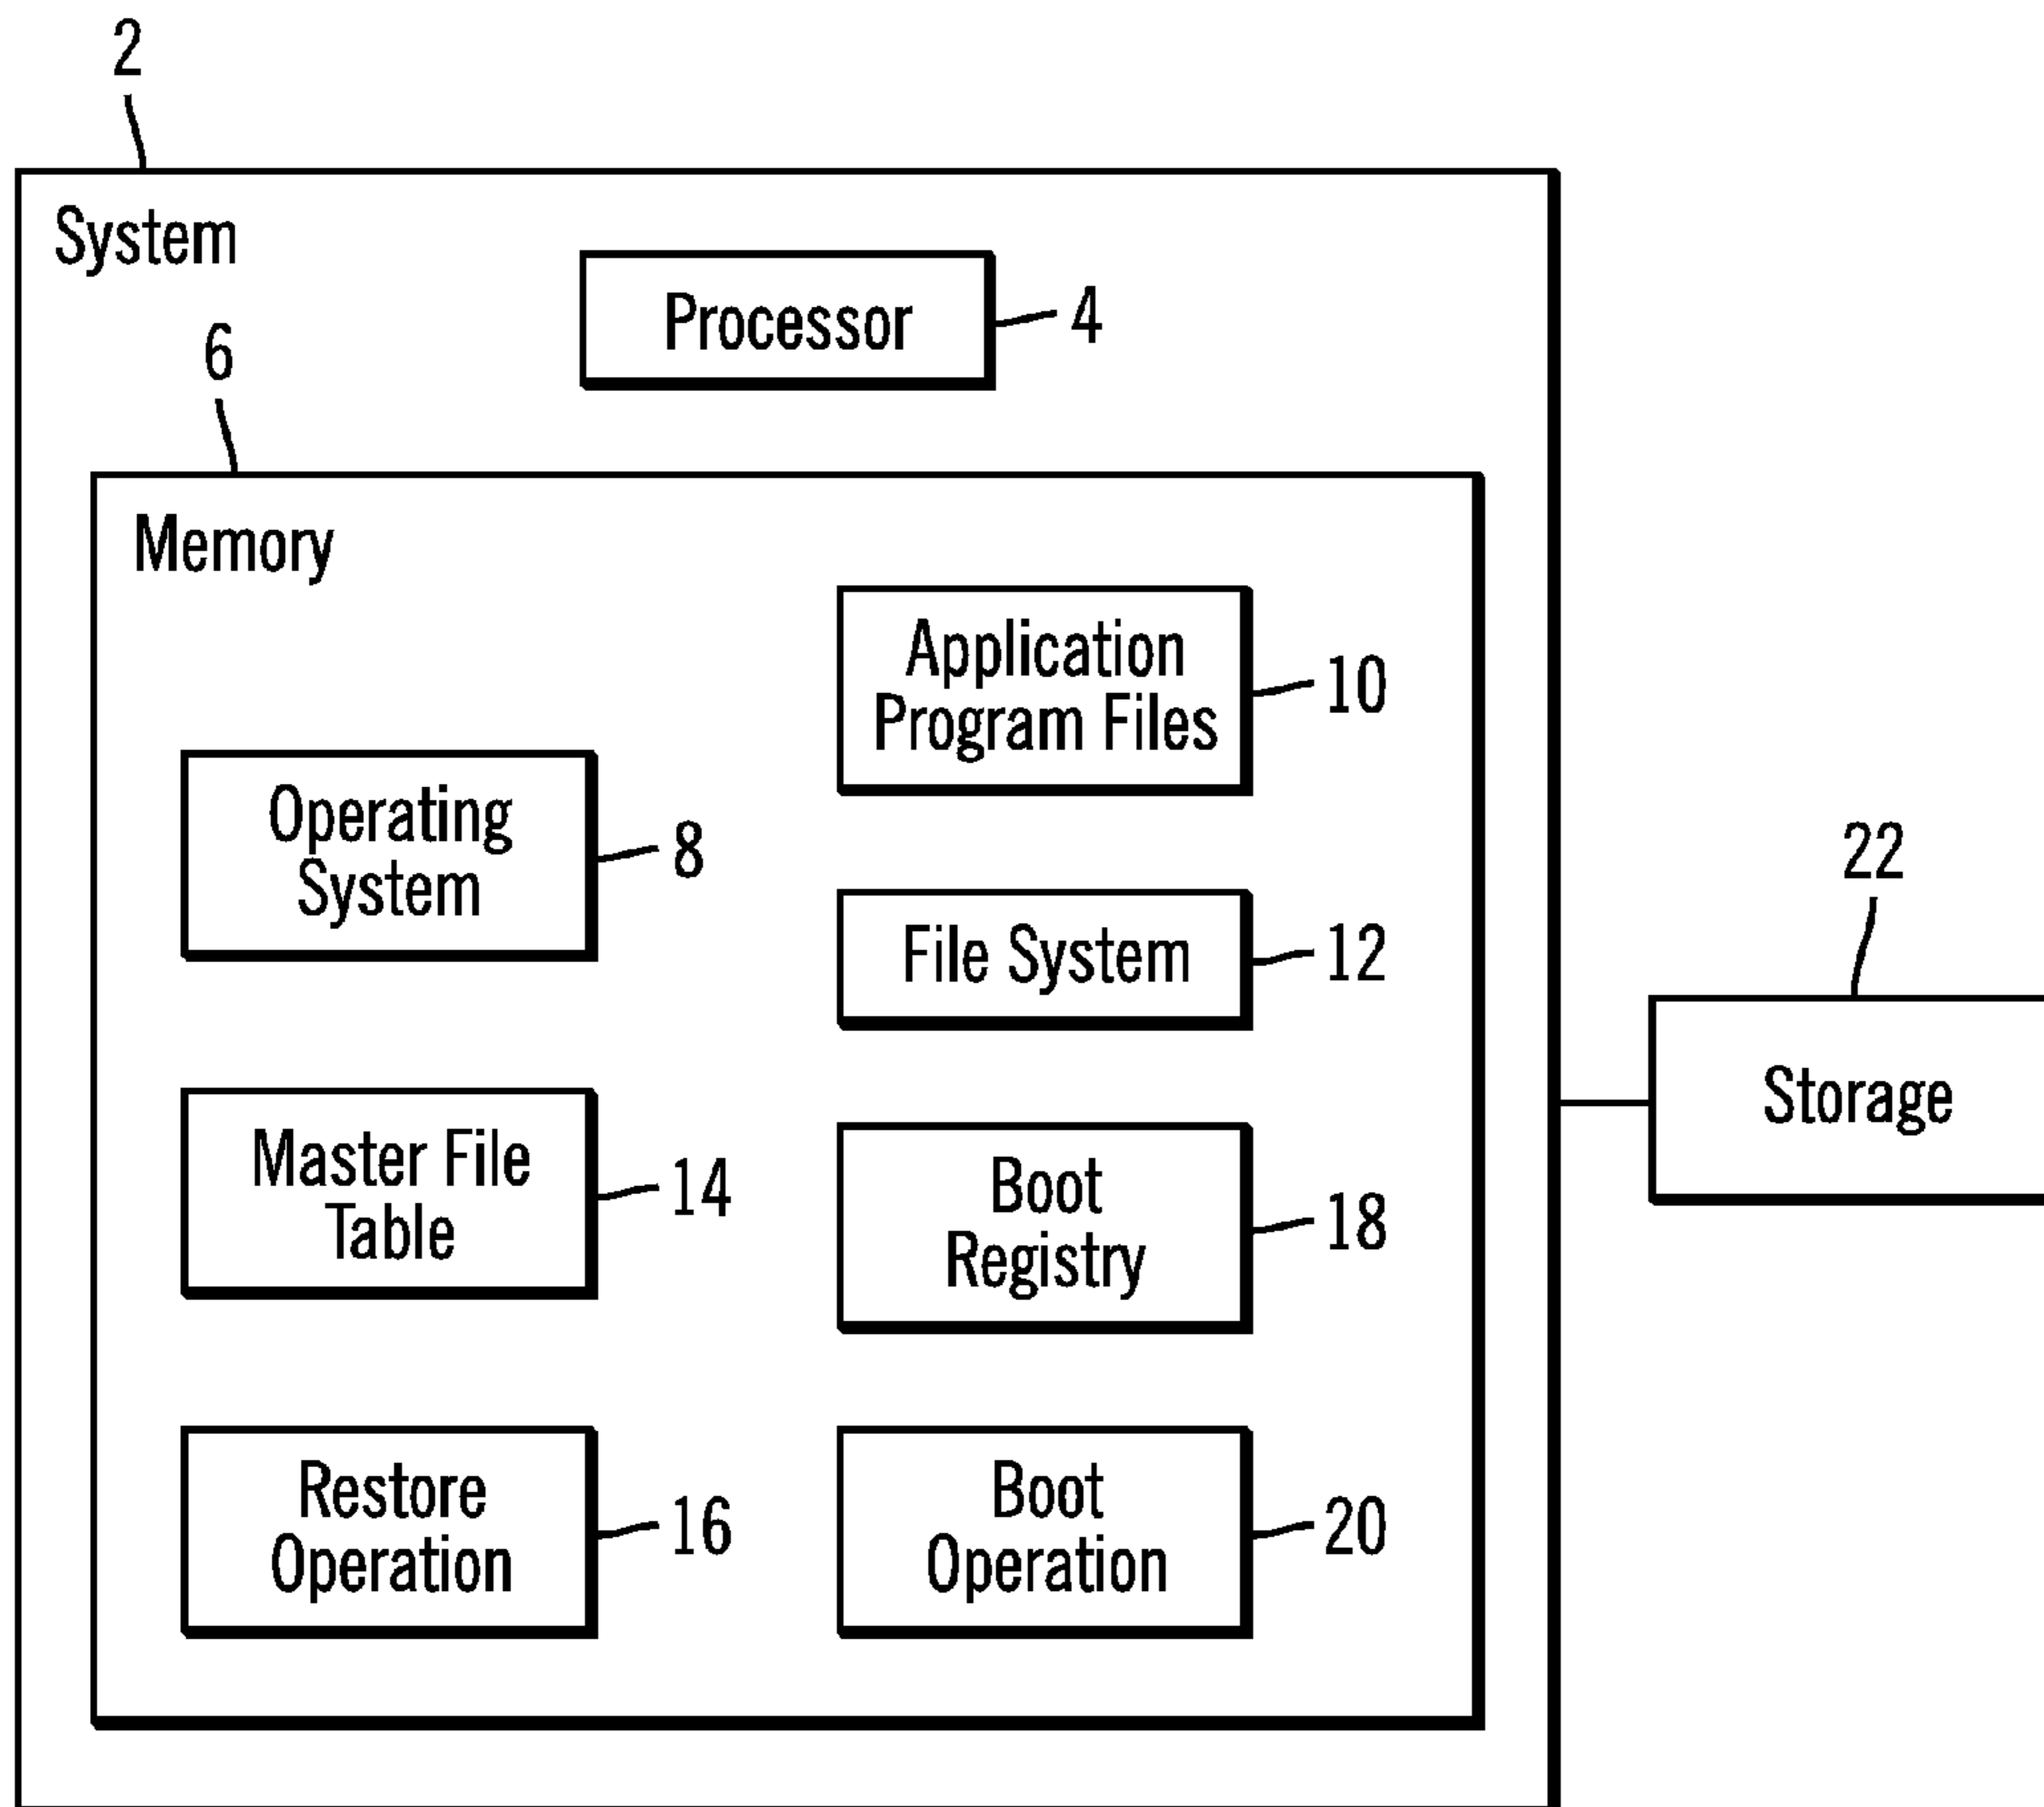 2
System
Processor
4
6
Memory
Application
Program Files
10
Operating
System
8
22
File System
12
Storage
Master File
Table
14
Boot
Registry
18
Restore
Operation
16
Boot
Operation
20